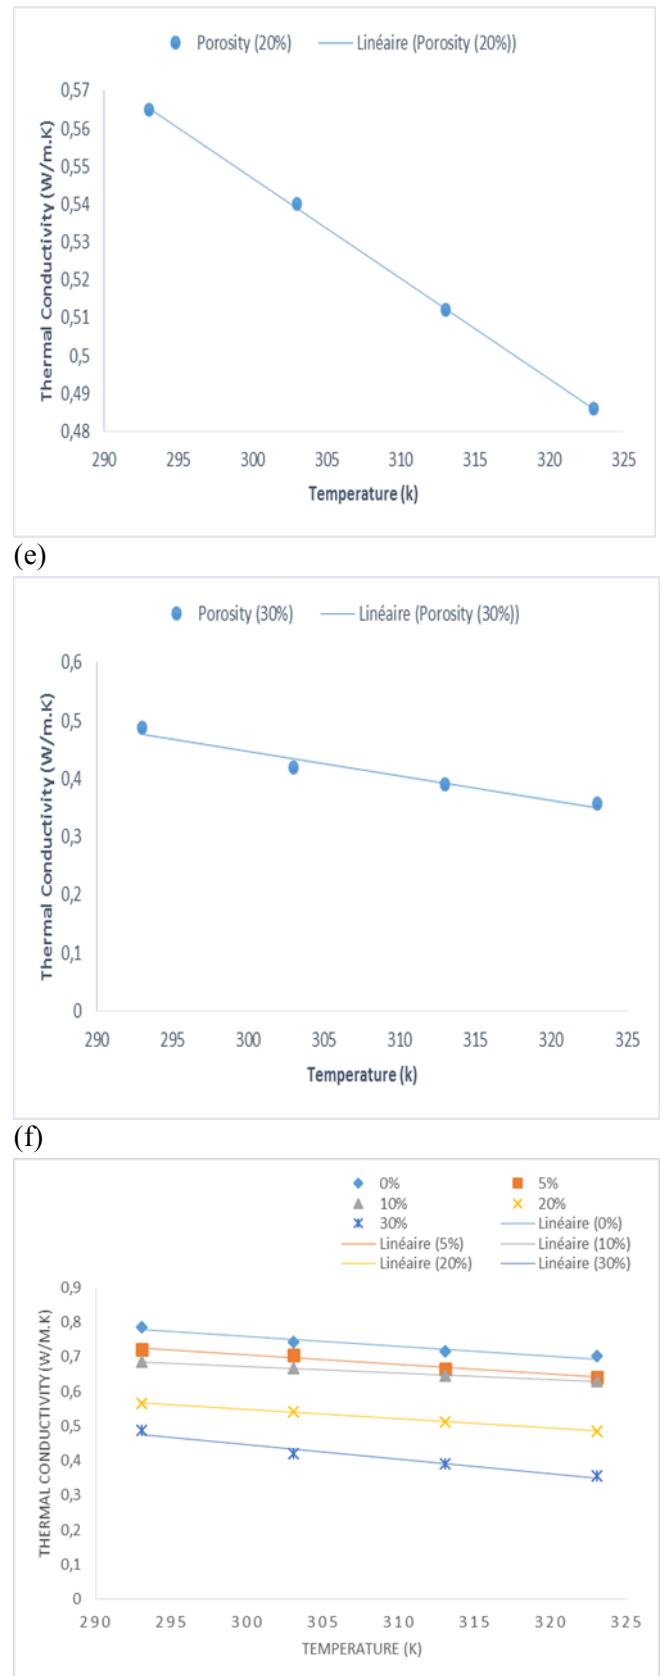 Porosity (20%) Linéaire (Porosity (20%))
Thermal Conductivity (W/m.K)
0,57
0,56
0,55
0,54
0,53
0,52
0,51
0,5
0,49
0,48
290 295 300 305 310 315 320 325
Temperature (k)
(e)
Porosity (30%) Linéaire (Porosity (30%))
Thermal Conductivity (W/m.K)
0,6
0,5
0,4
0,3
0,2
0,1
0
290 295 300 305 310 315 320 325
Temperature (k)
(f)
0% 5%
10% 20%
30% Linéaire (0%)
Linéaire (5%) Linéaire (10%)
Linéaire (20%) Linéaire (30%)
THERMAL CONDUCTIVITY (W/M.K)
0,9
0,8
0,7
0,6
0,5
0,4
0,3
0,2
0,1
0
290 295 300 305 310 315 320 325
TEMPERATURE (K)